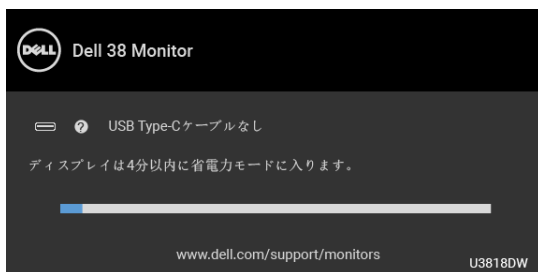 DELL Dell 38 Monitor
? USB Type-Cケーブルなし
ディスプレイは4分以内に省電力モードに入ります。
www.dell.com/support/monitors
U3818DW